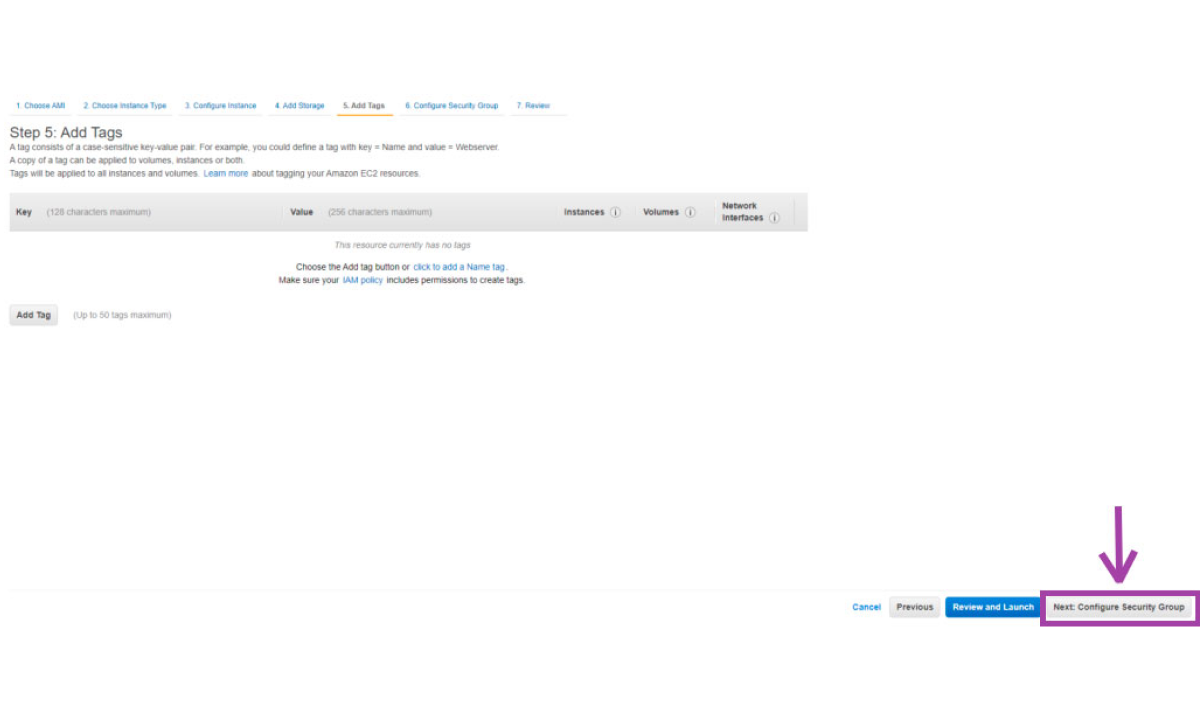 1. Choose AMI 2. Choose Instance Type 3. Configure Instance 4. Add Storage 5. Add Tags 6. Configure Security Group 7. Review
Step 5: Add Tags
A tag consists of a case-sensitive key-value pair. For example, you could define a tag with key = Name and value = Webserver.
A copy of a tag can be applied to volumes, instances or both.
Tags will be applied to all instances and volumes. Learn more about tagging your Amazon EC2 resources.
Key (128 characters maximum) Value (256 characters maximum) Instances i Volumes i Network
Interfaces i
This resource currently has no tags
Choose the Add tag button or click to add a Name tag.
Make sure your IAM policy includes permissions to create tags.
Add Tag (Up to 50 tags maximum)
Cancel Previous Review and Launch Next: Configure Security Group